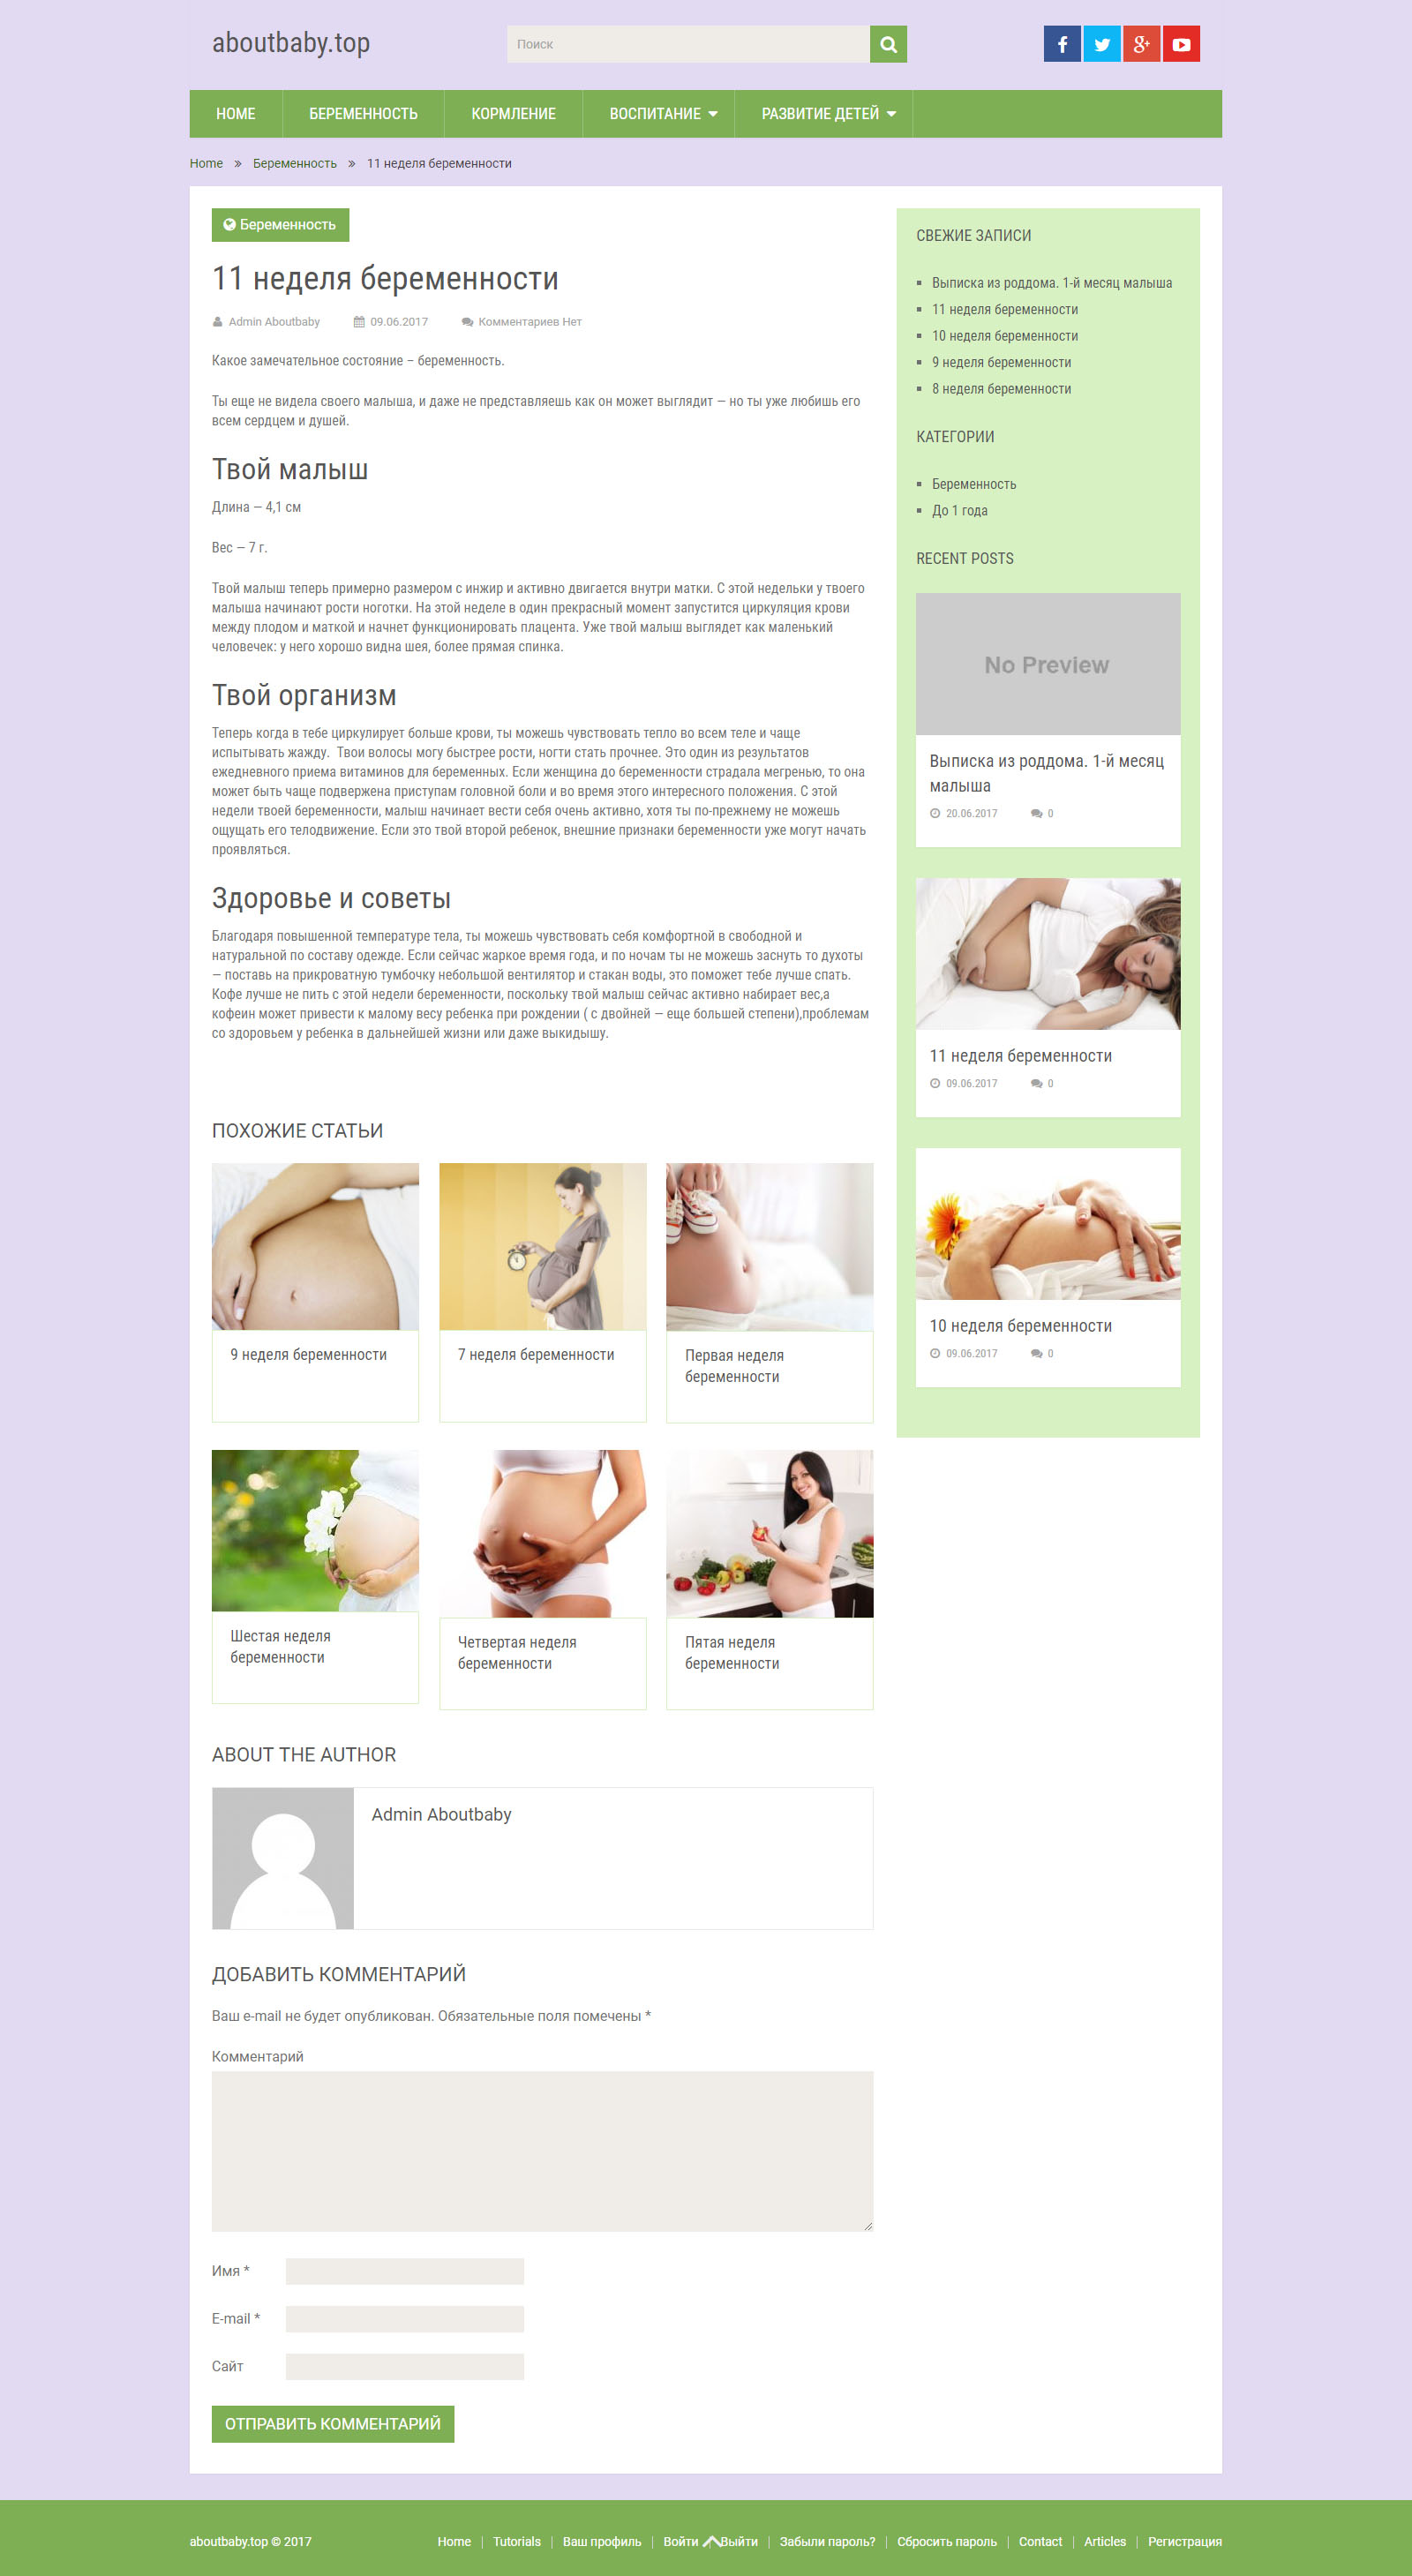 aboutbaby.top
Поиск
HOME
БЕРЕМЕННОСТЬ
КОРМЛЕНИЕ
ВОСПИТАНИЕ
РАЗВИТИЕ ДЕТЕЙ
Home » Беременность » 11 неделя беременности
Беременность
11 неделя беременности
Admin Aboutbaby 09.06.2017 Комментариев Нет
Какое замечательное состояние – беременность.
Ты еще не видела своего малыша, и даже не представляешь как он может выглядит — но ты уже любишь его
всем сердцем и душей.
Твой малыш
Длина — 4,1 см
Вес — 7 г.
Твой малыш теперь примерно размером с инжир и активно двигается внутри матки. С этой недельки у твоего
малыша начинают рости ноготки. На этой неделе в один прекрасный момент запустится циркуляция крови
между плодом и маткой и начнет функционировать плацента. Уже твой малыш выглядет как маленький
человечек: у него хорошо видна шея, более прямая спинка.
Твой организм
Теперь когда в тебе циркулирует больше крови, ты можешь чувствовать тепло во всем теле и чаще
испытывать жажду. Твои волосы могу быстрее рости, ногти стать прочнее. Это один из результатов
ежедневного приема витаминов для беременных. Если женщина до беременности страдала мегренью, то она
может быть чаще подвержена приступам головной боли и во время этого интересного положения. С этой
недели твоей беременности, малыш начинает вести себя очень активно, хотя ты по-прежнему не можешь
ощущать его телодвижение. Если это твой второй ребенок, внешние признаки беременности уже могут начать
проявляться.
Здоровье и советы
Благодаря повышенной температуре тела, ты можешь чувствовать себя комфортной в свободной и
натуральной по составу одежде. Если сейчас жаркое время года, и по ночам ты не можешь заснуть то духоты
— поставь на прикроватную тумбочку небольшой вентилятор и стакан воды, это поможет тебе лучше спать.
Кофе лучше не пить с этой недели беременности, поскольку твой малыш сейчас активно набирает вес,а
кофеин может привести к малому весу ребенка при рождении ( с двойней — еще большей степени),проблемам
со здоровьем у ребенка в дальнейшей жизни или даже выкидышу.
ПОХОЖИЕ СТАТЬИ
9 неделя беременности
7 неделя беременности
Первая неделя
беременности
Шестая неделя
беременности
Четвертая неделя
беременности
Пятая неделя
беременности
ABOUT THE AUTHOR
Admin Aboutbaby
ДОБАВИТЬ КОММЕНТАРИЙ
Ваш e-mail не будет опубликован. Обязательные поля помечены *
Комментарий
Имя *
E-mail *
Сайт
ОТПРАВИТЬ КОММЕНТАРИЙ
СВЕЖИЕ ЗАПИСИ
Выписка из роддома. 1-й месяц малыша
11 неделя беременности
10 неделя беременности
9 неделя беременности
8 неделя беременности
КАТЕГОРИИ
Беременность
До 1 года
RECENT POSTS
No Preview
Выписка из роддома. 1-й месяц
малыша
20.06.2017 0
11 неделя беременности
09.06.2017 0
10 неделя беременности
09.06.2017 0
aboutbaby.top © 2017
Home | Tutorials | Ваш профиль | Войти | Выйти | Забыли пароль? | Сбросить пароль | Contact | Articles | Регистрация